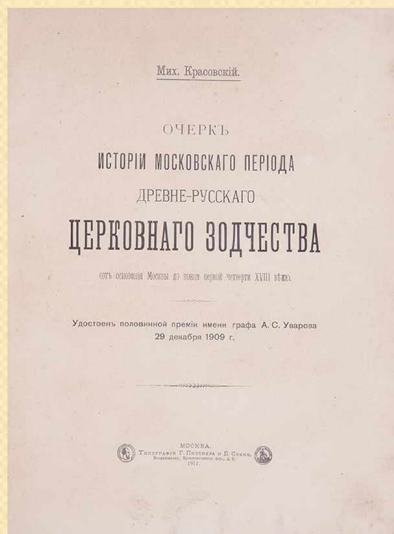 Мих. Красовскій.
ОЧЕРКЪ
ИСТОРІИ МОСКОВСКАГО ПЕРІОДА
ДРЕВНЕ-РУССКАГО
ЦЕРКОВНАГО ЗОДЧЕСТВА
(отъ основанія Москвы до конца первой четверти XVIII вѣка).
Удостоенъ половинной преміи имени графа А. С. Уварова
29 декабря 1909 г.
МОСКВА.
Типографія Г. Лисснера и Д. Собко,
1911.